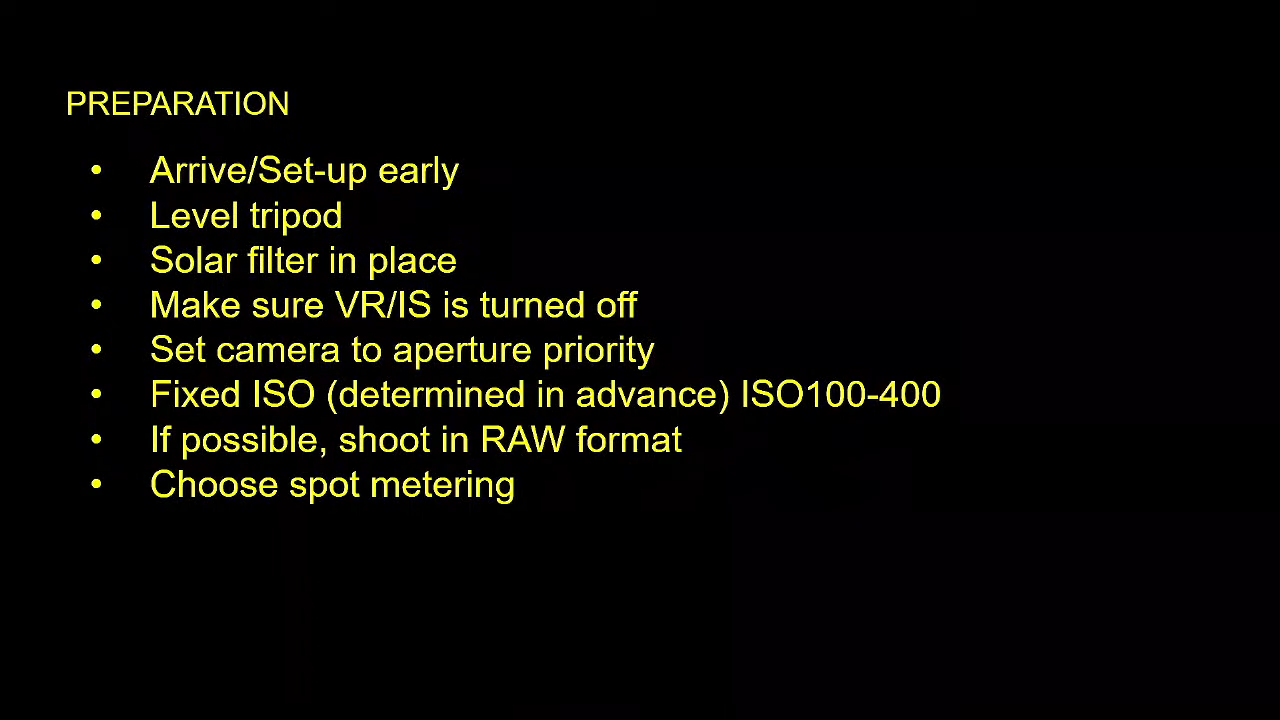 PREPARATION
• Arrive/Set-up early
• Level tripod
• Solar filter in place
• Make sure VR/IS is turned off
• Set camera to aperture priority
• Fixed ISO (determined in advance) ISO100-400
• If possible, shoot in RAW format
• Choose spot metering